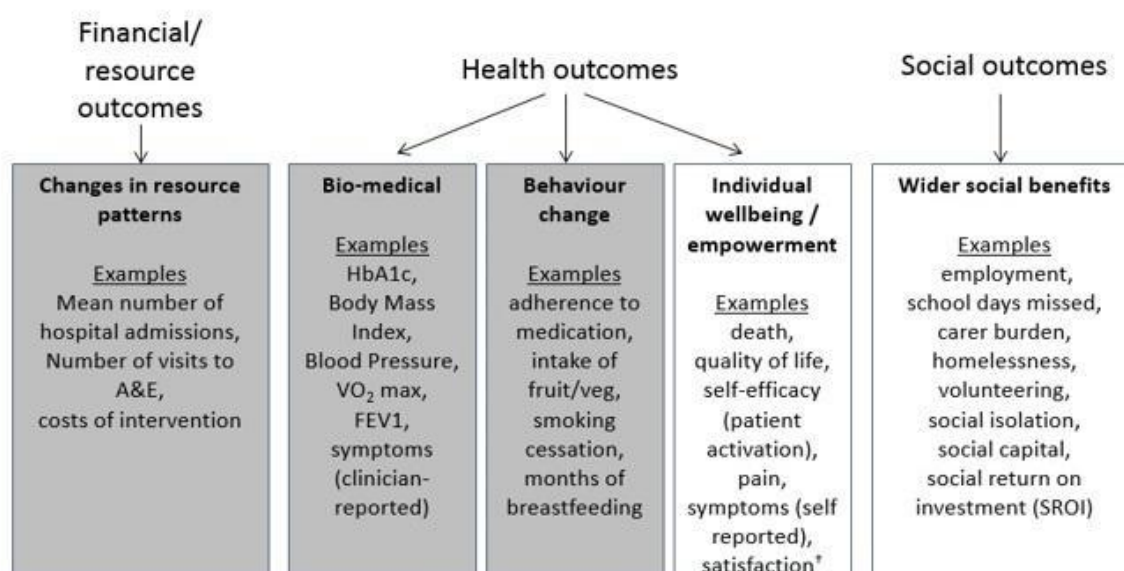 Financial/
resource
outcomes
Health outcomes
Social outcomes
Changes in resource
patterns
Examples
Mean number of
hospital admissions,
Number of visits to
A&E,
costs of intervention
Bio-medical
Examples
HbA1c,
Body Mass
Index,
Blood Pressure,
VO₂ max,
FEV1,
symptoms
(clinician-
reported)
Behaviour
change
Examples
adherence to
medication,
intake of
fruit/veg,
smoking
cessation,
months of
breastfeeding
Individual
wellbeing /
empowerment
Examples
death,
quality of life,
self-efficacy
(patient
activation),
pain,
symptoms (self
reported),
satisfaction†
Wider social benefits
Examples
employment,
school days missed,
carer burden,
homelessness,
volunteering,
social isolation,
social capital,
social return on
investment (SROI)